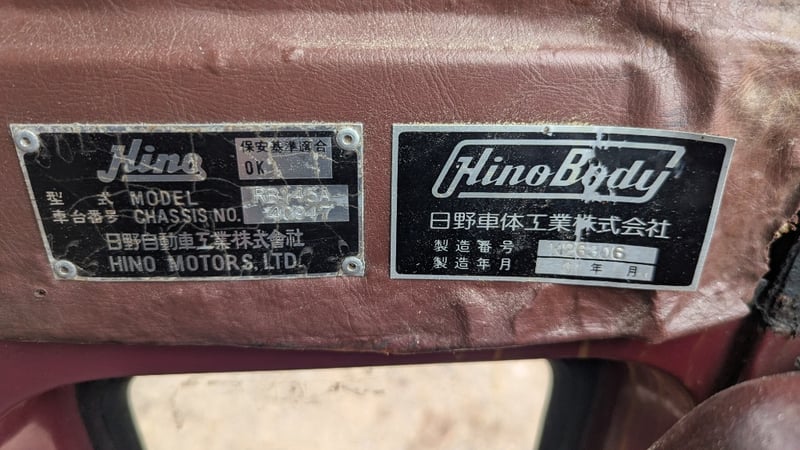 Hino
保安基準適合
OK
型式 MODEL
車台番号 CHASSIS NO. 40947
日野自動車工業株式會社
HINO MOTORS, LTD.
HinoBody
日野車体工業株式会社
製造番号
製造年月 年 月